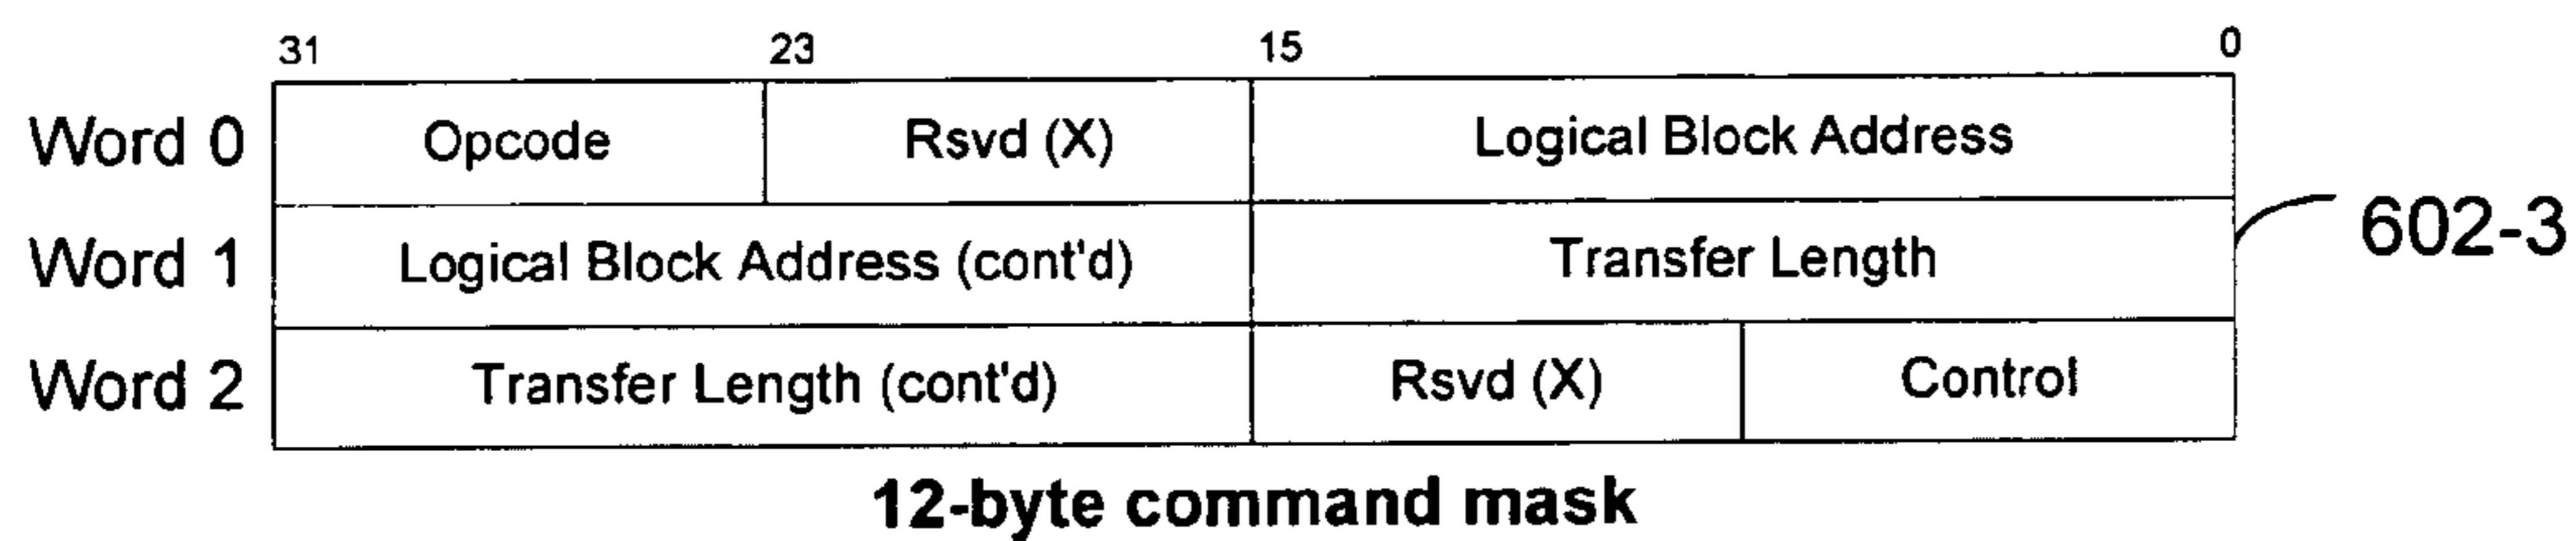 31 23 15 0
Word 0 Opcode Rsvd (X) Logical Block Address
Word 1 Logical Block Address (cont'd) Transfer Length 602-3
Word 2 Transfer Length (cont'd) Rsvd (X) Control
12-byte command mask